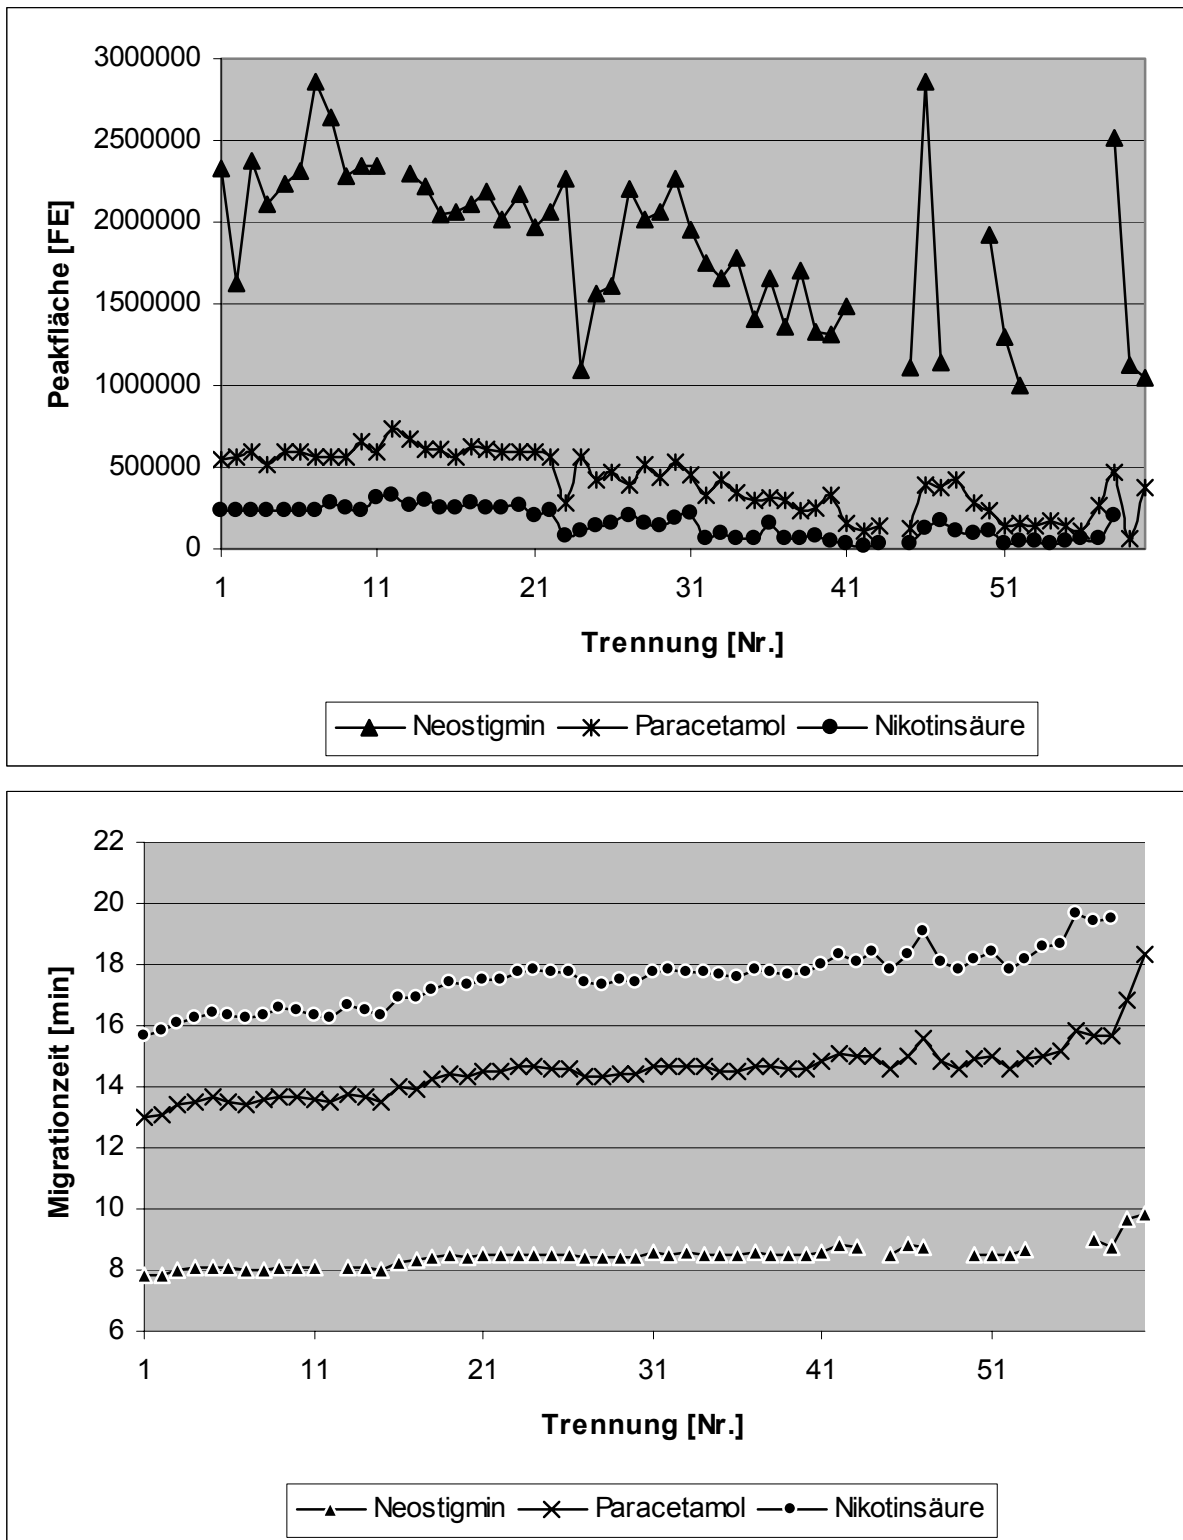 3000000
2500000
2000000
1500000
1000000
500000
0
Peakfläche [FE]
1 11 21 31 41 51
Trennung [Nr.]
Neostigmin Paracetamol Nikotinsäure
22
20
18
16
14
12
10
8
6
Migrationzeit [min]
1 11 21 31 41 51
Trennung [Nr.]
Neostigmin Paracetamol Nikotinsäure